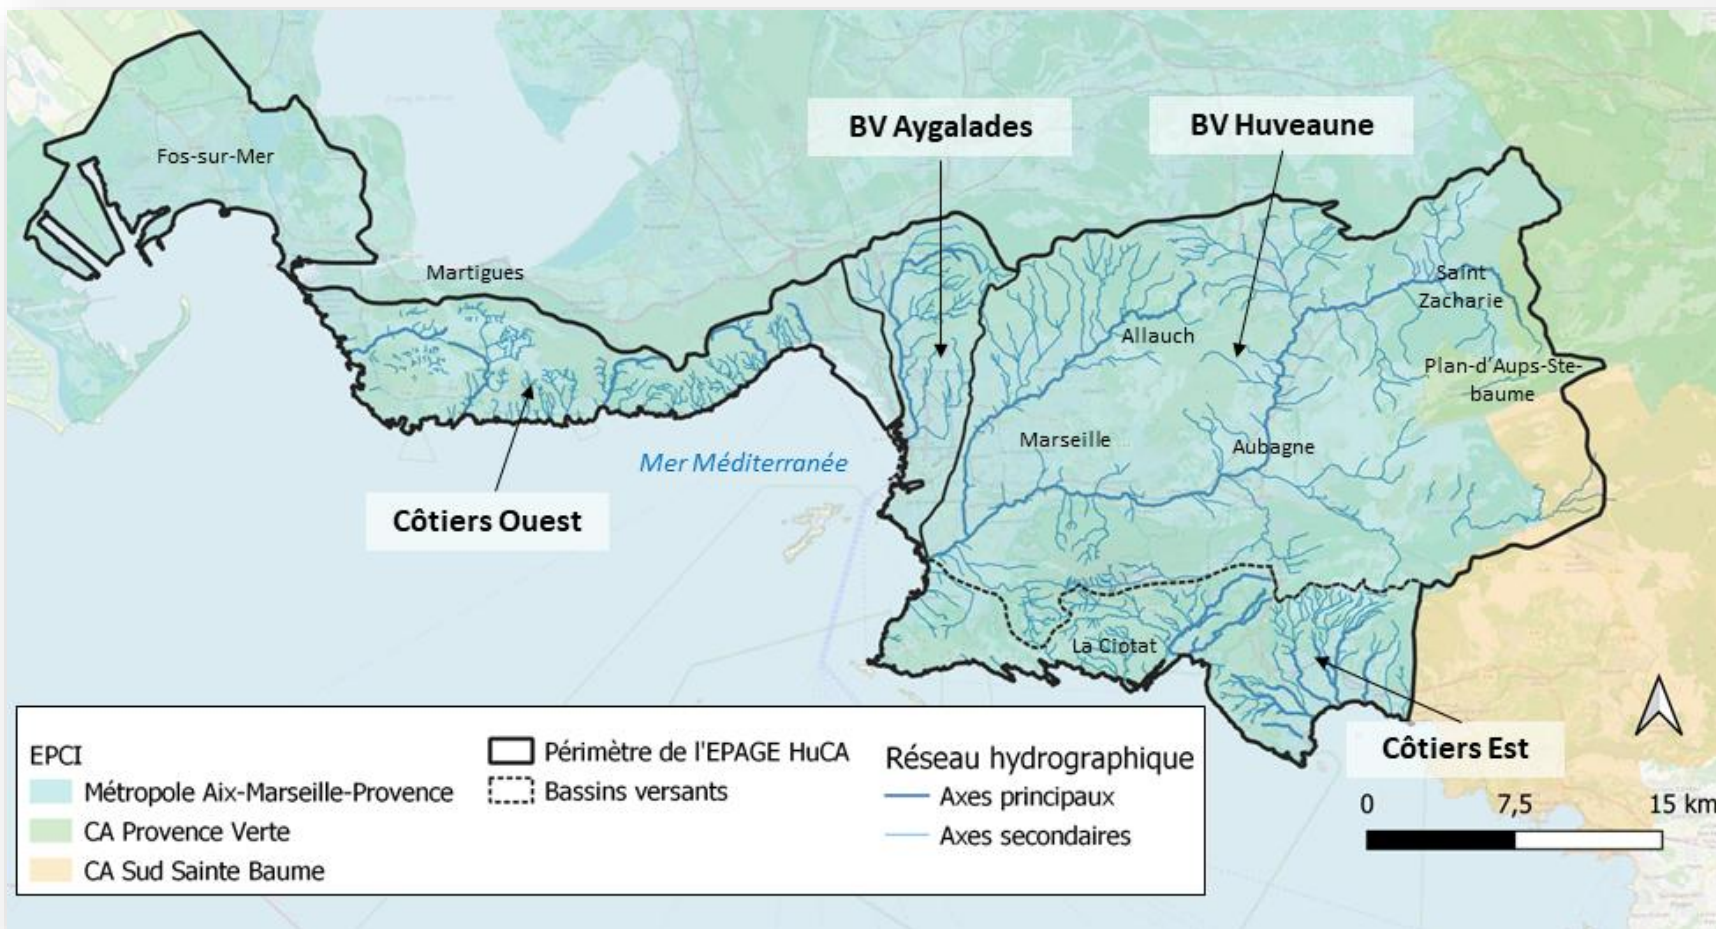 BV Aygalades
BV Huveaune
Fos-sur-Mer
Martigues
Saint
Zacharie
Allauch
Plan-d'Aups-Ste-
baume
Marseille
Aubagne
Mer Méditerranée
Côtiers Ouest
La Ciotat
Côtiers Est
EPCI
Métropole Aix-Marseille-Provence
CA Provence Verte
CA Sud Sainte Baume
Périmètre de l'EPAGE HuCA
Bassins versants
Réseau hydrographique
Axes principaux
Axes secondaires
0 7,5 15 km